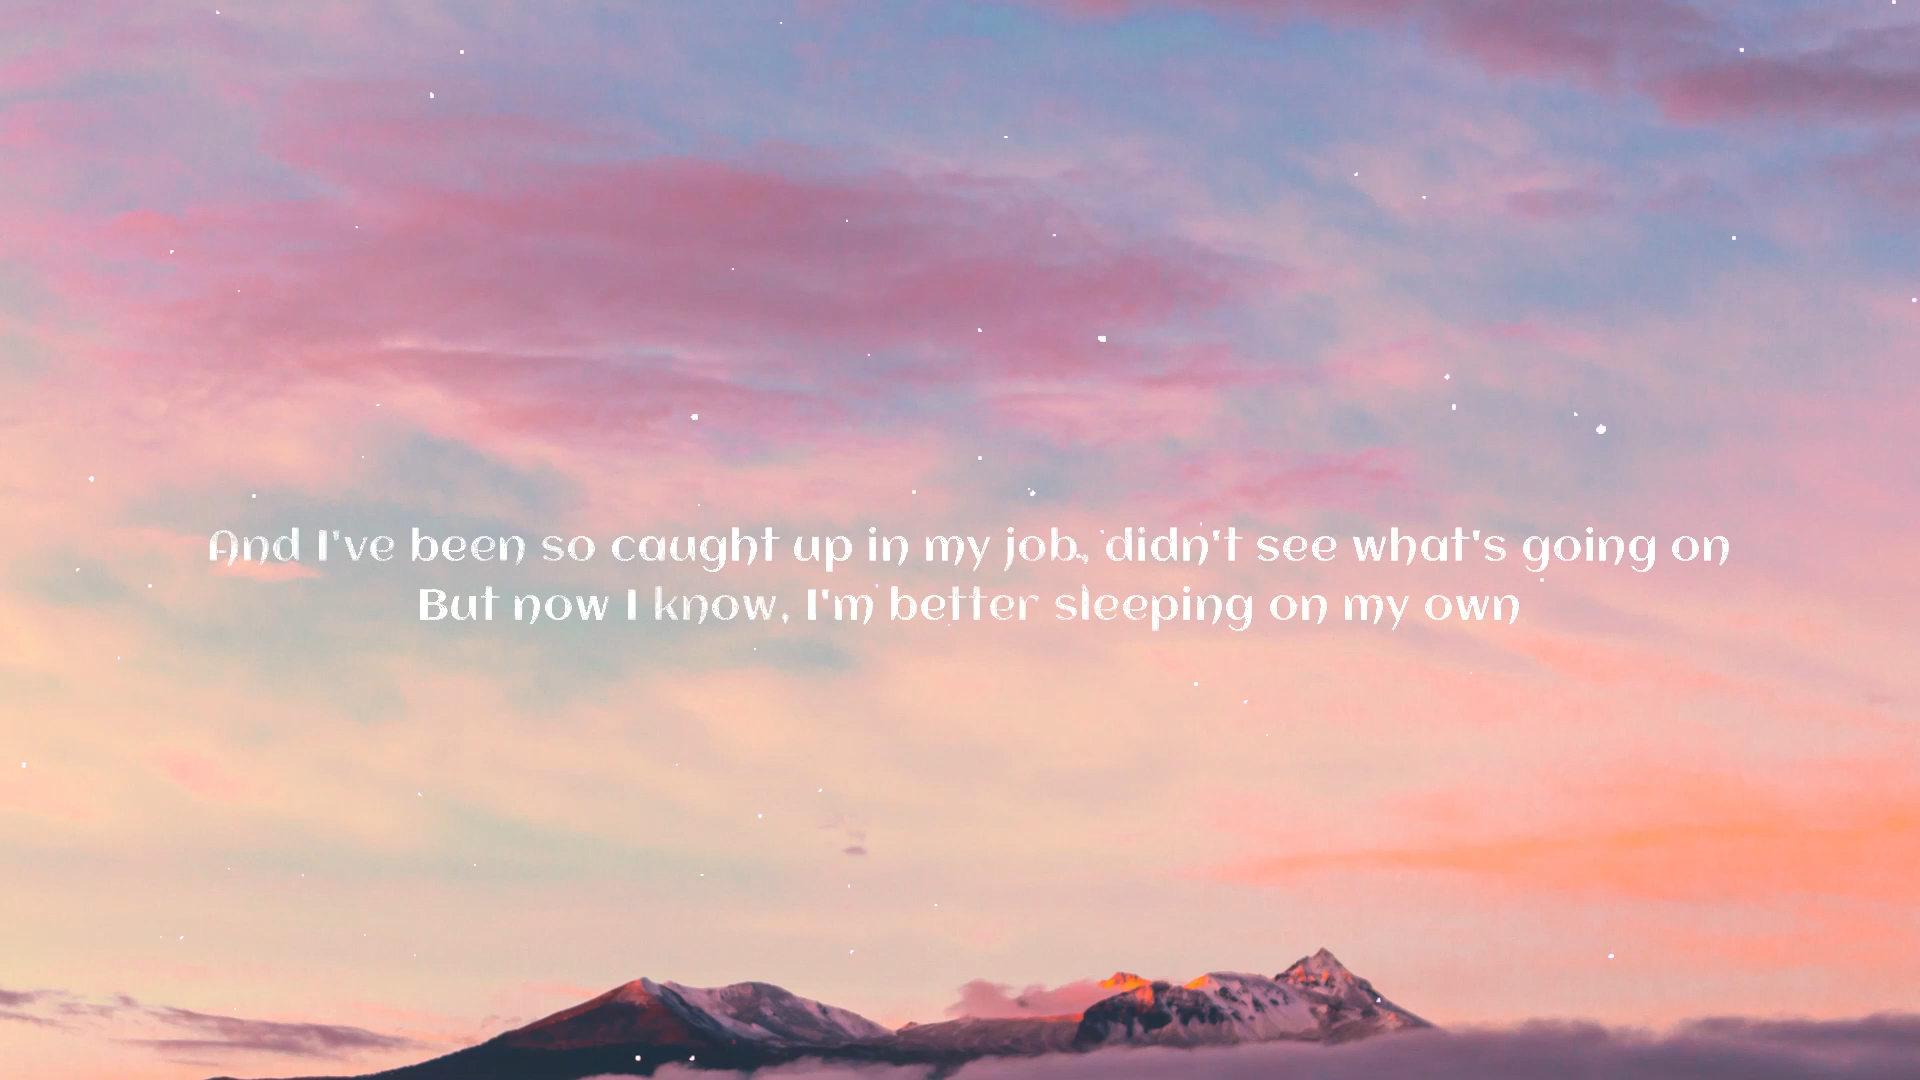 And I've been so caught up in my job, didn't see what's going on
But now I know, I'm better sleeping on my own